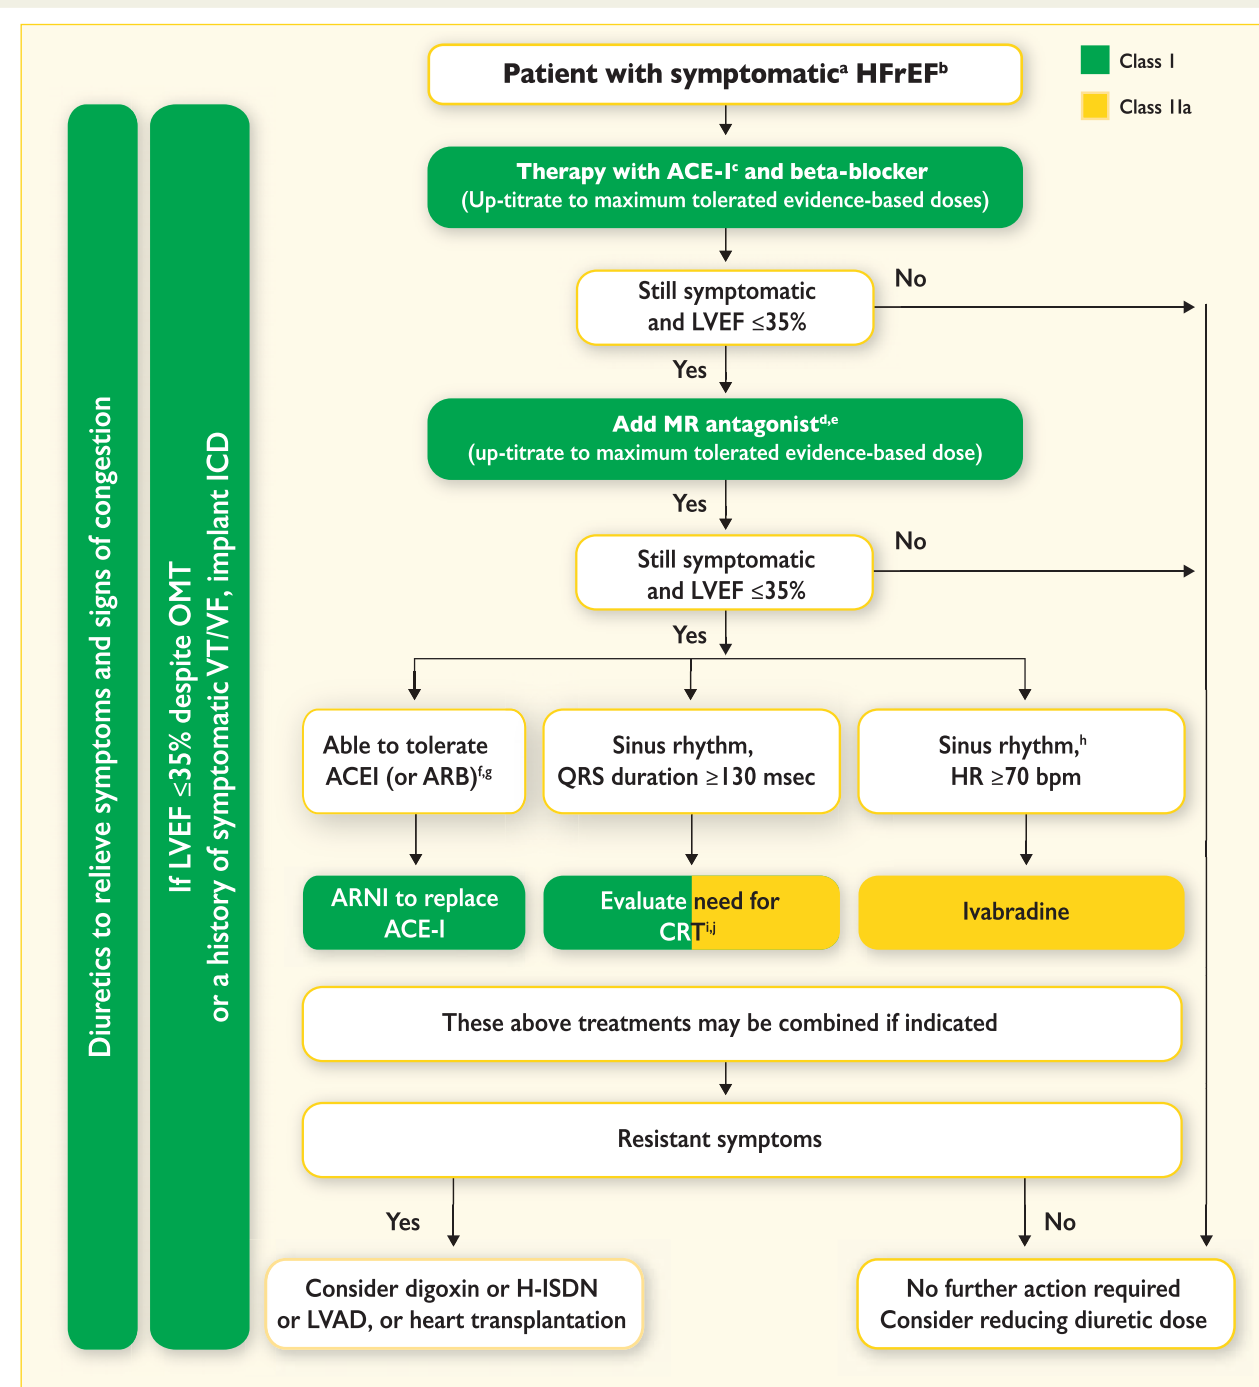 Patient with symptomaticᵃ HFrEFᵇ
Class I
Class IIa
Therapy with ACE-Iᶜ and beta-blocker
(Up-titrate to maximum tolerated evidence-based doses)
Still symptomatic
and LVEF ≤35%
No
Yes
Add MR antagonistᵈ,ᵉ
(up-titrate to maximum tolerated evidence-based dose)
Yes
Still symptomatic
and LVEF ≤35%
No
Yes
Able to tolerate
ACEI (or ARB)ᶠ,ᵍ
Sinus rhythm,
QRS duration ≥130 msec
Sinus rhythm,ʰ
HR ≥70 bpm
ARNI to replace
ACE-I
Evaluate need for
CRTⁱ,ʲ
Ivabradine
These above treatments may be combined if indicated
Resistant symptoms
Yes
No
Consider digoxin or H-ISDN
or LVAD, or heart transplantation
No further action required
Consider reducing diuretic dose
Diuretics to relieve symptoms and signs of congestion
If LVEF ≤35% despite OMT
or a history of symptomatic VT/VF, implant ICD